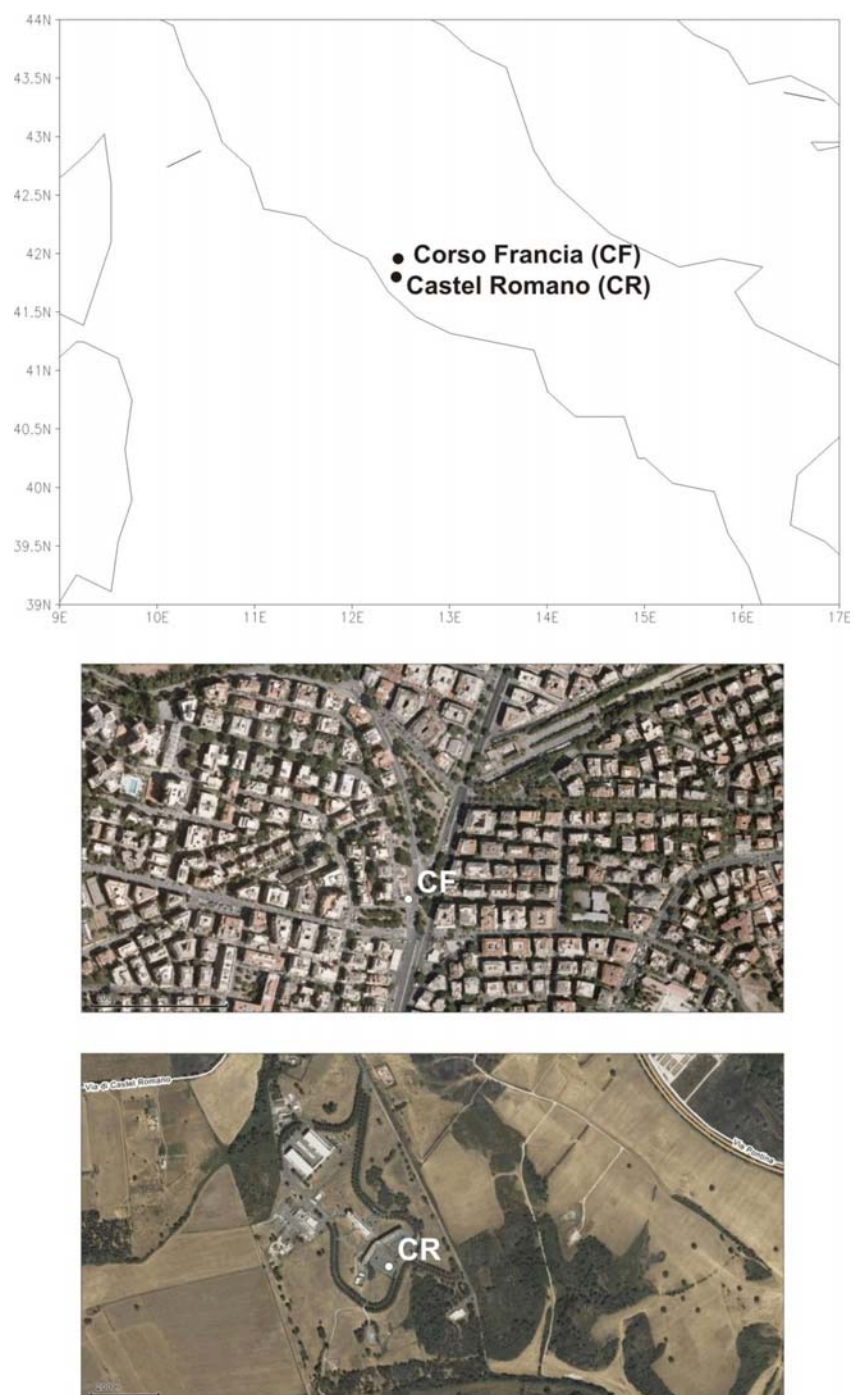 44N
43.5N
43N
42.5N
42N
41.5N
41N
40.5N
40N
39.5N
39N
9E 10E 11E 12E 13E 14E 15E 16E 17E
Corso Francia (CF)
Castel Romano (CR)
CF
Via di Castel Romano
Via Pontina
CR
200 m